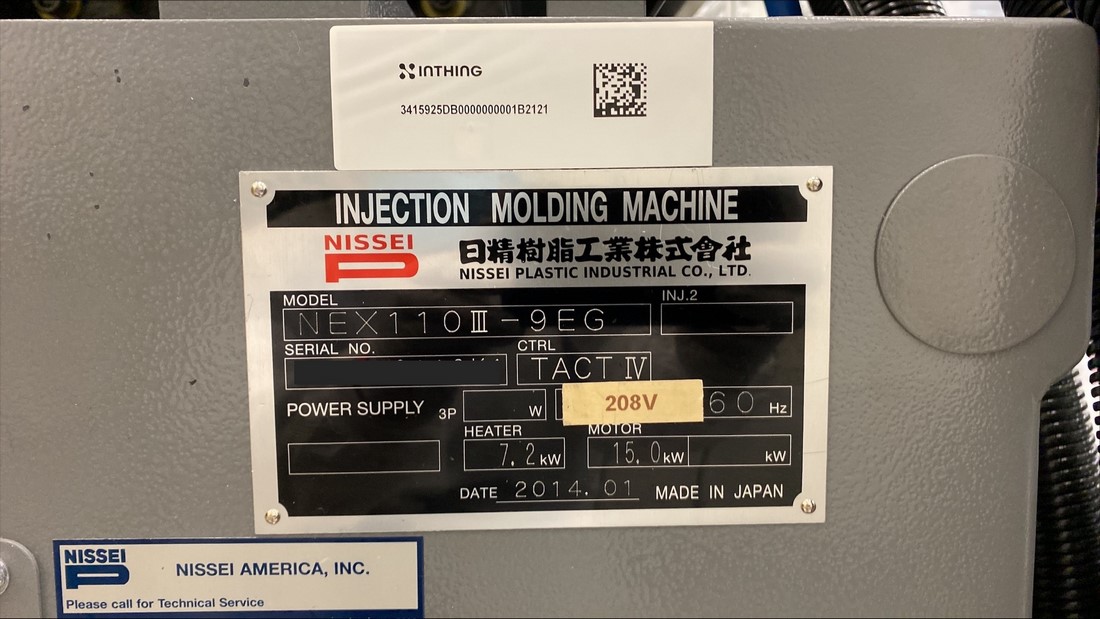 INTHING
3415925DB0000000001B2121
INJECTION MOLDING MACHINE
NISSEI
日精樹脂工業株式會社
NISSEI PLASTIC INDUSTRIAL CO., LTD.
MODEL
INJ.2
NEX110Ⅲ-9EG
SERIAL NO.
CTRL
TACT Ⅳ
POWER SUPPLY 3P W 208V 60 Hz
HEATER MOTOR
7.2 kW 15.0 kW kW
DATE 2014.01 MADE IN JAPAN
NISSEI
NISSEI AMERICA, INC.
Please call for Technical Service